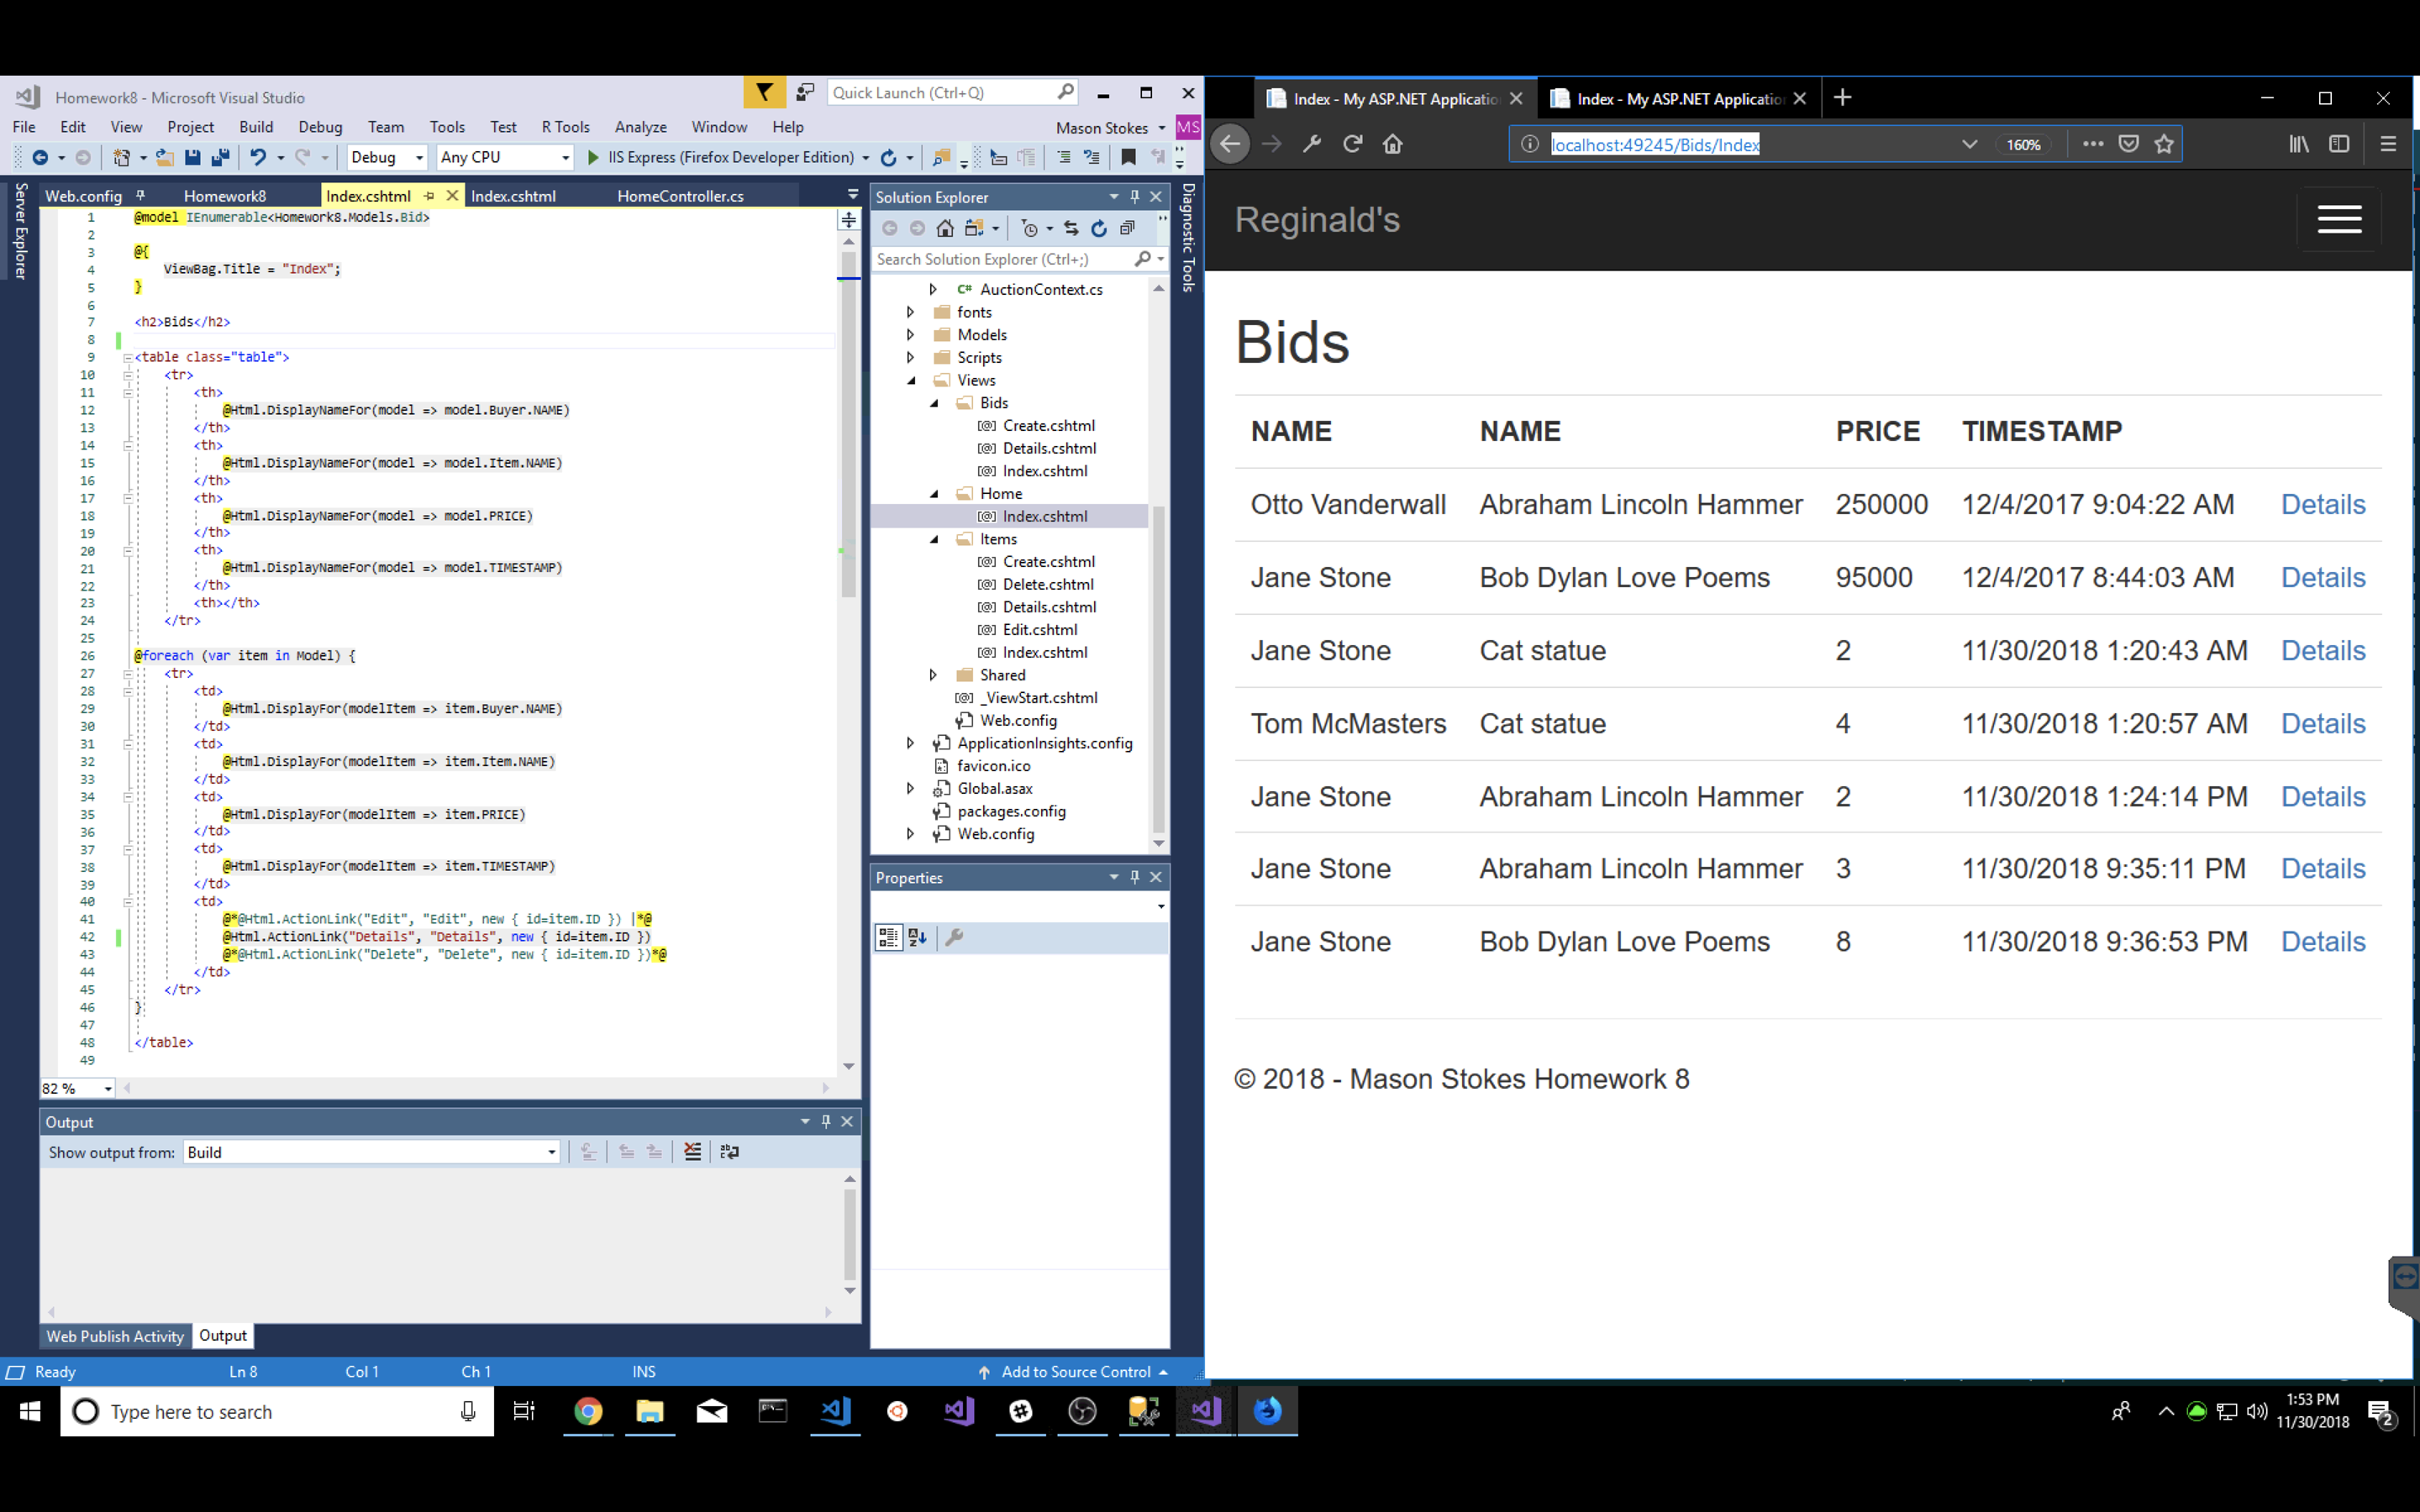 Homework8 - Microsoft Visual Studio
Quick Launch (Ctrl+Q)
File Edit View Project Build Debug Team Tools Test R Tools Analyze Window Help
Mason Stokes MS
Debug Any CPU IIS Express (Firefox Developer Edition)
Server Explorer
Web.config Homework8 Index.cshtml Index.cshtml HomeController.cs
1 @model IEnumerable<Homework8.Models.Bid>
2
3 @{
4 ViewBag.Title = "Index";
5 }
6
7 <h2>Bids</h2>
8
9 <table class="table">
10 <tr>
11 <th>
12 @Html.DisplayNameFor(model => model.Buyer.NAME)
13 </th>
14 <th>
15 @Html.DisplayNameFor(model => model.Item.NAME)
16 </th>
17 <th>
18 @Html.DisplayNameFor(model => model.PRICE)
19 </th>
20 <th>
21 @Html.DisplayNameFor(model => model.TIMESTAMP)
22 </th>
23 <th></th>
24 </tr>
25
26 @foreach (var item in Model) {
27 <tr>
28 <td>
29 @Html.DisplayFor(modelItem => item.Buyer.NAME)
30 </td>
31 <td>
32 @Html.DisplayFor(modelItem => item.Item.NAME)
33 </td>
34 <td>
35 @Html.DisplayFor(modelItem => item.PRICE)
36 </td>
37 <td>
38 @Html.DisplayFor(modelItem => item.TIMESTAMP)
39 </td>
40 <td>
41 @*@Html.ActionLink("Edit", "Edit", new { id=item.ID }) |*@
42 @Html.ActionLink("Details", "Details", new { id=item.ID })
43 @*@Html.ActionLink("Delete", "Delete", new { id=item.ID })*@
44 </td>
45 </tr>
46 }
47
48 </table>
49
82 %
Output
Show output from: Build
Web Publish Activity Output
Ready Ln 8 Col 1 Ch 1 INS Add to Source Control
Solution Explorer
Search Solution Explorer (Ctrl+;)
C# AuctionContext.cs
fonts
Models
Scripts
Views
Bids
[@] Create.cshtml
[@] Details.cshtml
[@] Index.cshtml
Home
[@] Index.cshtml
Items
[@] Create.cshtml
[@] Delete.cshtml
[@] Details.cshtml
[@] Edit.cshtml
[@] Index.cshtml
Shared
[@] _ViewStart.cshtml
Web.config
ApplicationInsights.config
favicon.ico
Global.asax
packages.config
Web.config
Properties
Diagnostic Tools
Index - My ASP.NET Applicatio Index - My ASP.NET Application
localhost:49245/Bids/Index 160%
Reginald's
Bids
NAME NAME PRICE TIMESTAMP
Otto Vanderwall Abraham Lincoln Hammer 250000 12/4/2017 9:04:22 AM Details
Jane Stone Bob Dylan Love Poems 95000 12/4/2017 8:44:03 AM Details
Jane Stone Cat statue 2 11/30/2018 1:20:43 AM Details
Tom McMasters Cat statue 4 11/30/2018 1:20:57 AM Details
Jane Stone Abraham Lincoln Hammer 2 11/30/2018 1:24:14 PM Details
Jane Stone Abraham Lincoln Hammer 3 11/30/2018 9:35:11 PM Details
Jane Stone Bob Dylan Love Poems 8 11/30/2018 9:36:53 PM Details
© 2018 - Mason Stokes Homework 8
Type here to search
1:53 PM
11/30/2018
2